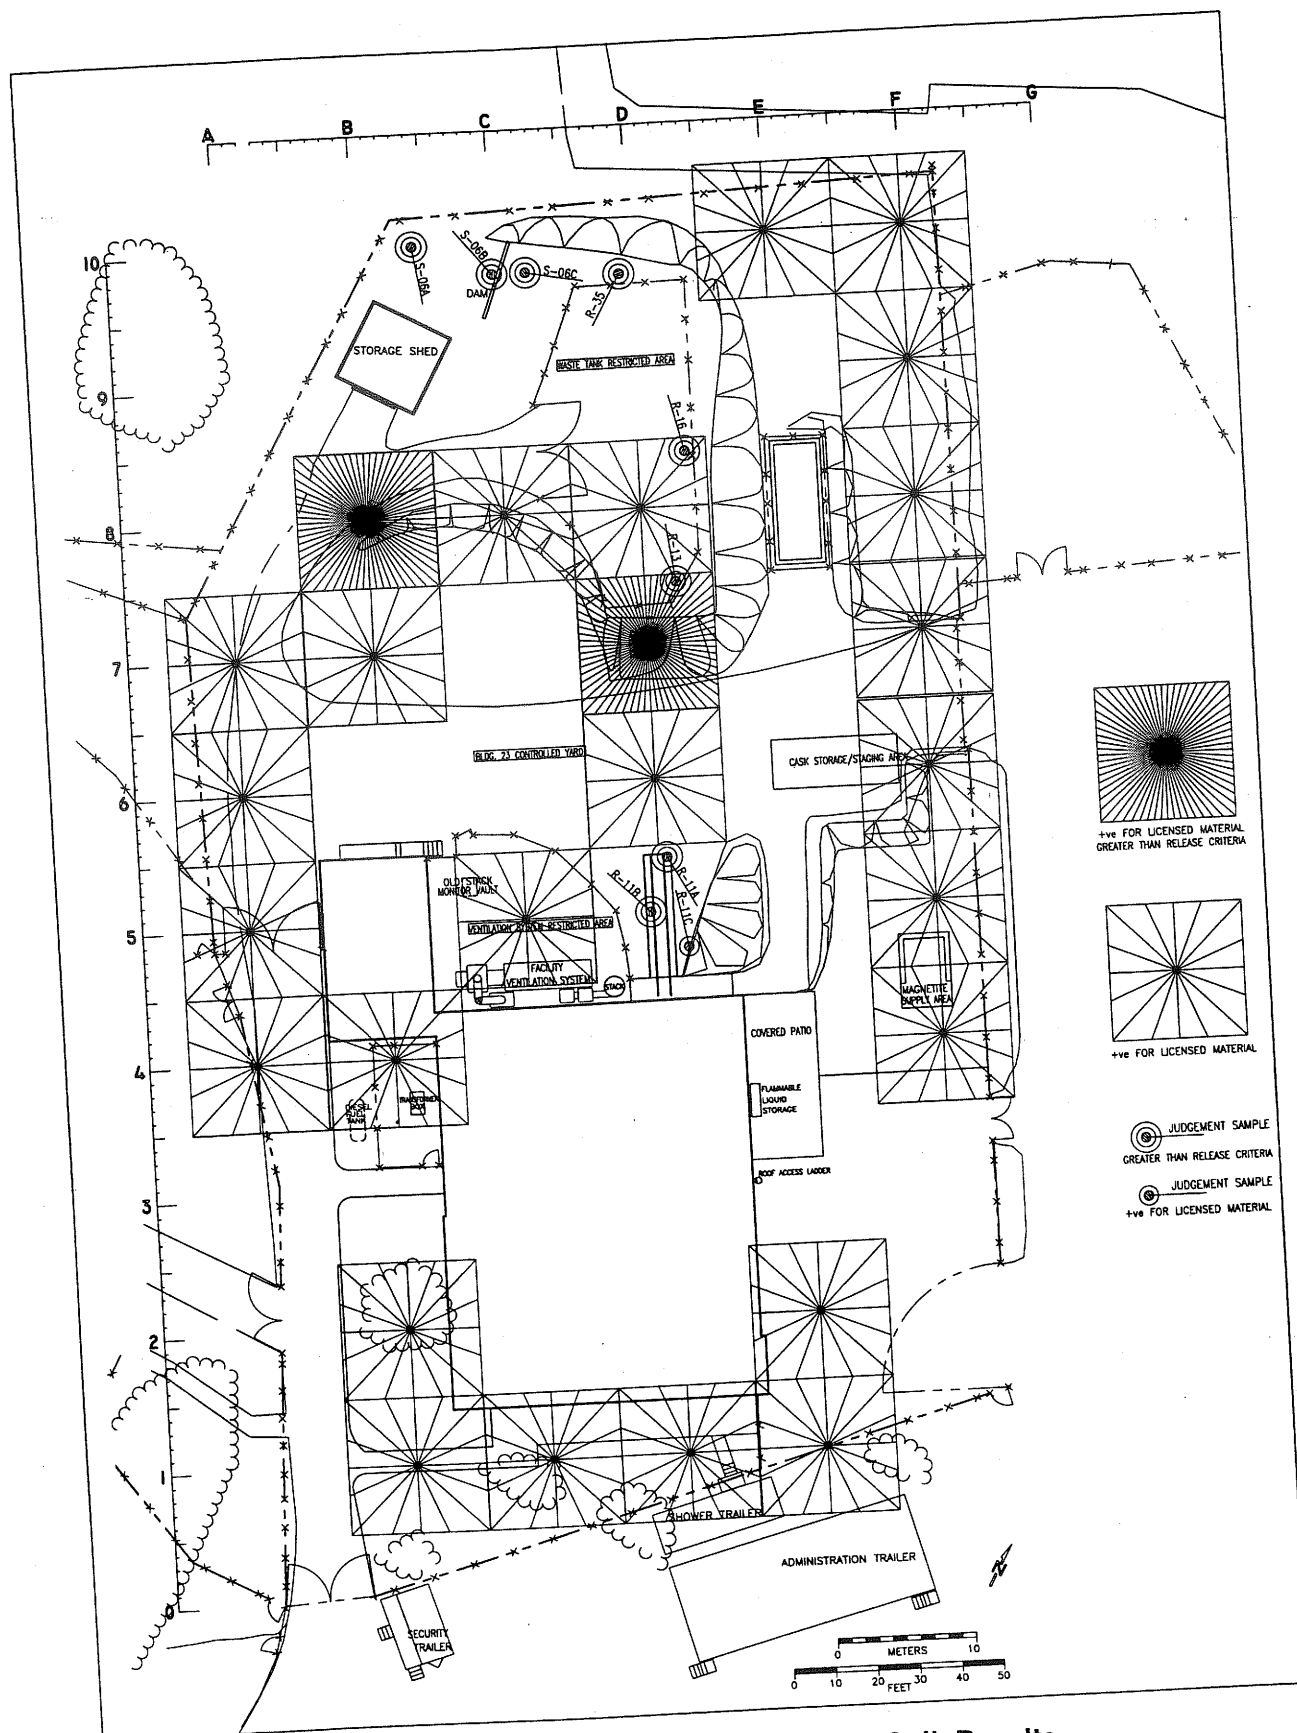 A
B
C
D
E
F
G
10
9
8
7
6
5
4
3
2
1
0
S-06A
S-06B
S-06C
DAM
R-35
STORAGE SHED
WASTE TANK RESTRICTED AREA
R-16
R-13
BLDG. 23 CONTROLLED YARD
CASK STORAGE/STAGING AREA
OLD STACK
MONITOR VAULT
R-11B
R-11A
R-11C
VENTILATION SYSTEM RESTRICTED AREA
FACILITY
VENTILATION SYSTEM
STACK
MAGNETITE
SUPPLY AREA
COVERED PATIO
DIESEL
FUEL
TANK
TRANSFORMER
BOX
FLAMMABLE
LIQUID
STORAGE
ROOF ACCESS LADDER
SHOWER TRAILER
ADMINISTRATION TRAILER
SECURITY
TRAILER
+ve FOR LICENSED MATERIAL
GREATER THAN RELEASE CRITERIA
+ve FOR LICENSED MATERIAL
JUDGEMENT SAMPLE
GREATER THAN RELEASE CRITERIA
JUDGEMENT SAMPLE
+ve FOR LICENSED MATERIAL
N
0 METERS 10
0 10 20 30 40 50
FEET